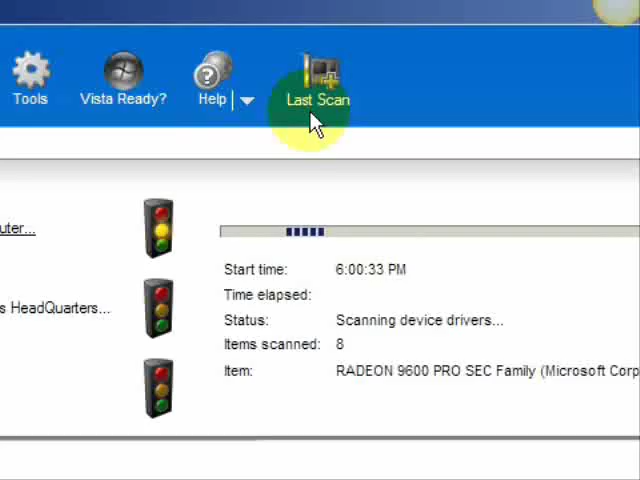 Tools Vista Ready? Help Last Scan
uter...
Start time: 6:00:33 PM
Time elapsed:
s HeadQuarters...
Status: Scanning device drivers...
Items scanned: 8
Item: RADEON 9600 PRO SEC Family (Microsoft Corp